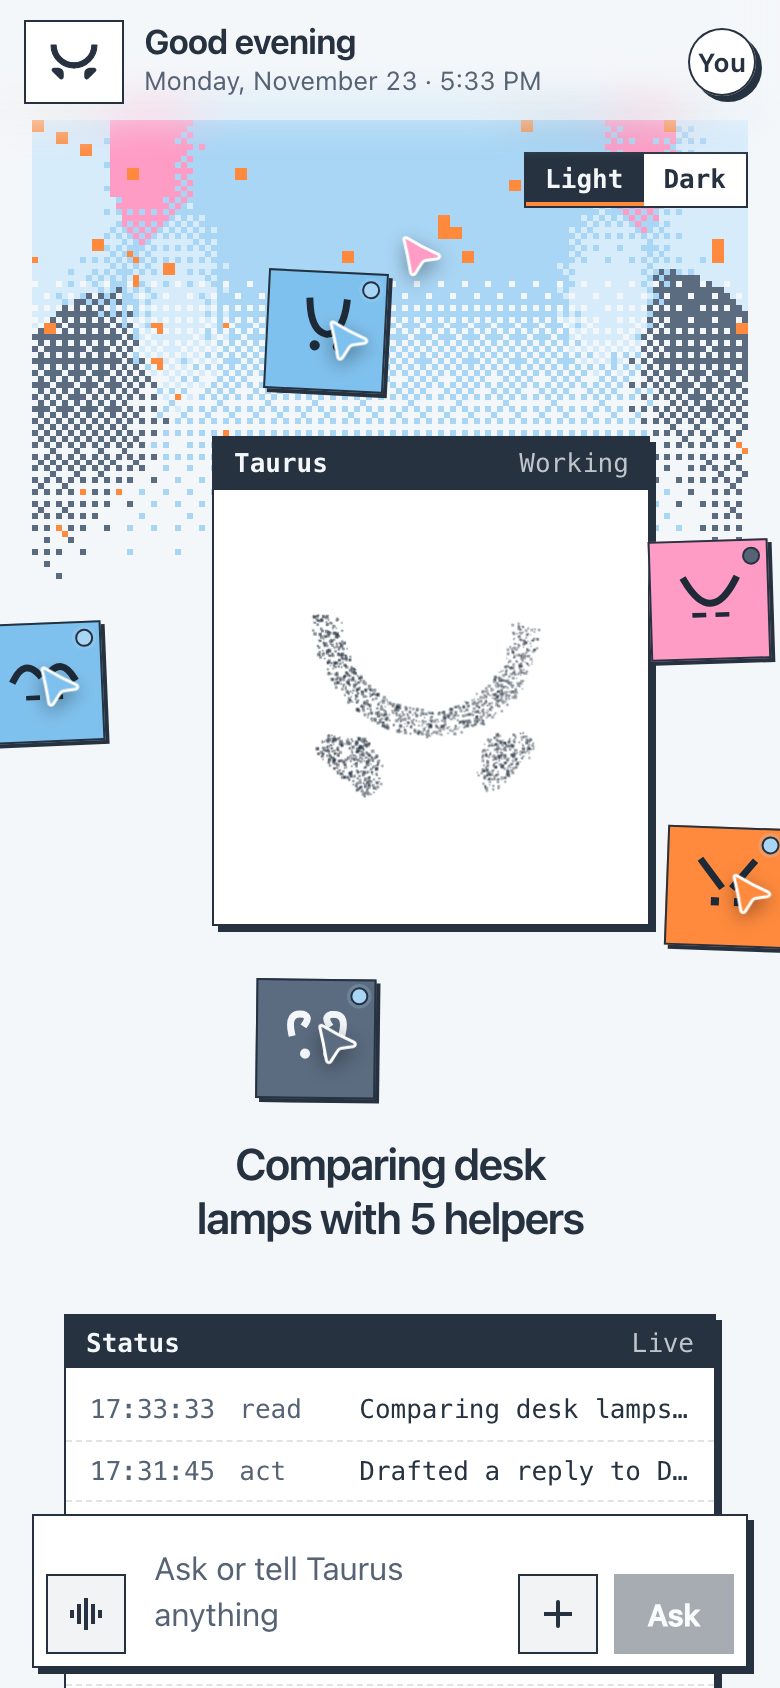 Good evening
Monday, November 23 · 5:33 PM
You
Light Dark
Taurus Working
Comparing desk
lamps with 5 helpers
Status Live
17:33:33 read Comparing desk lamps…
17:31:45 act Drafted a reply to D…
Ask or tell Taurus
anything
Ask